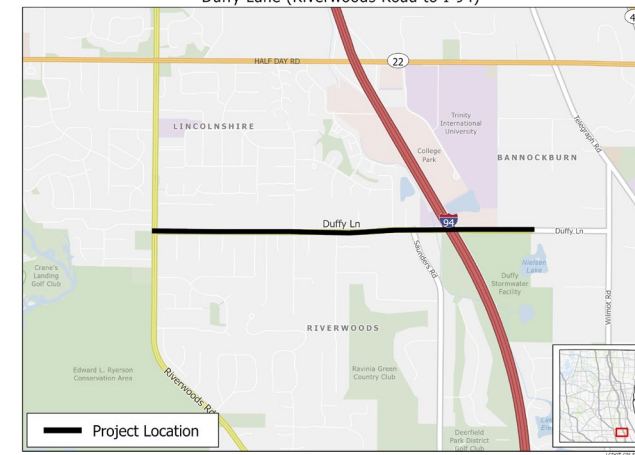 Duffy Lane (Riverwoods Road to I-94)
4
HALF DAY RD
22
Telegraph Rd
Trinity
International
University
LINCOLNSHIRE
College
Park
BANNOCKBURN
94
Duffy Ln
Duffy Ln
Saunders Rd
Crane's
Landing
Golf Club
Nielsen
Lake
Duffy
Stormwater
Facility
Wilmot Rd
RIVERWOODS
Edward L. Ryerson
Conservation Area
Ravinia Green
Country Club
Riverwoods Rd
Deerfield
Park District
Golf Club
Project Location